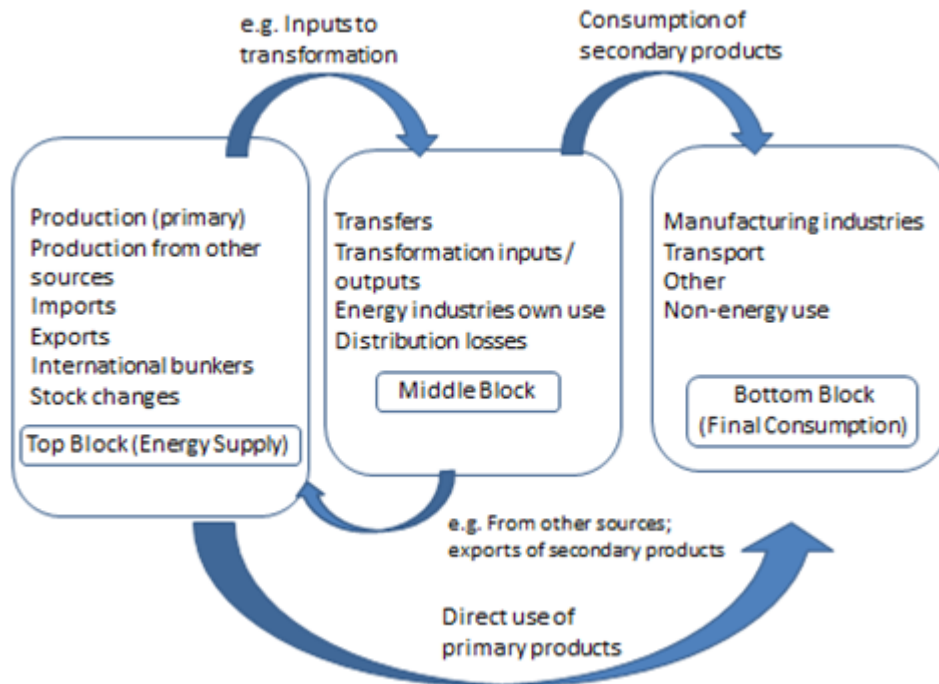 e.g. Inputs to
transformation
Consumption of
secondary products
Production (primary)
Production from other
sources
Imports
Exports
International bunkers
Stock changes
Top Block (Energy Supply)
Transfers
Transformation inputs /
outputs
Energy industries own use
Distribution losses
Middle Block
Manufacturing industries
Transport
Other
Non-energy use
Bottom Block
(Final Consumption)
e.g. From other sources;
exports of secondary products
Direct use of
primary products